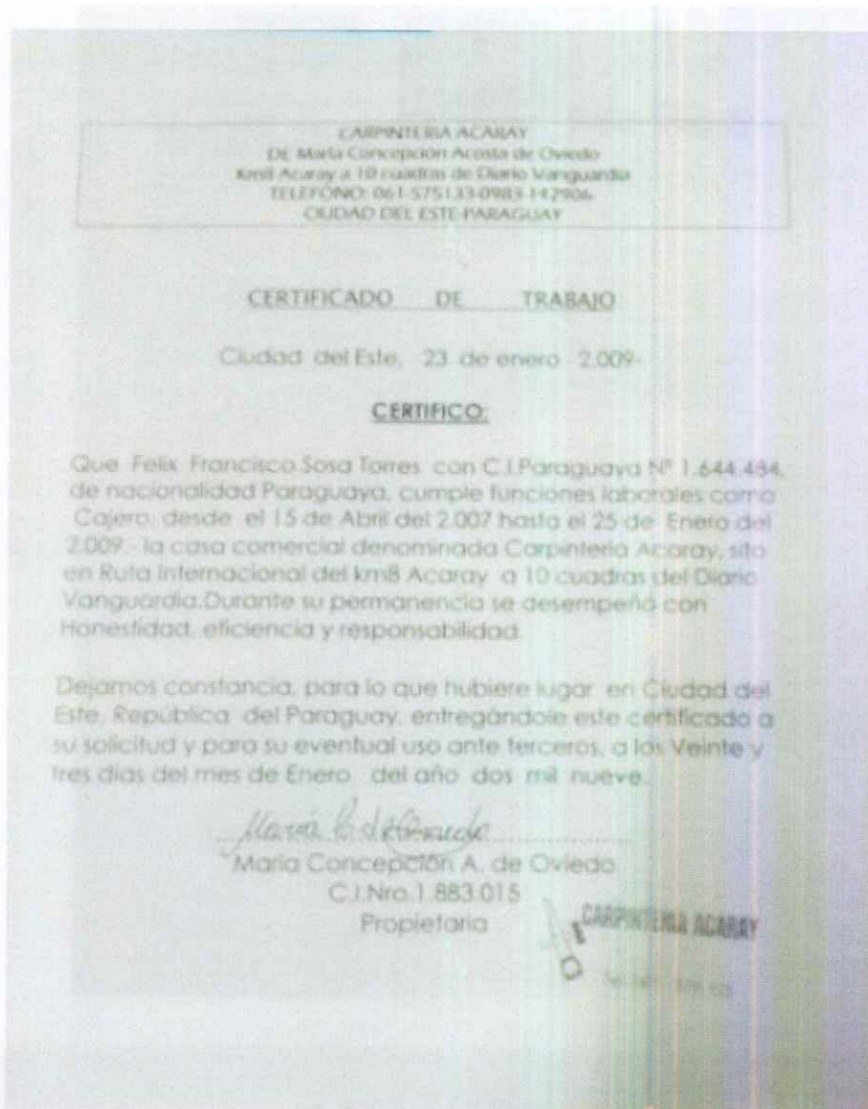 CARPINTERIA ACARAY
DE María Concepción Acosta de Oviedo
Km8 Acaray a 10 cuadras de Diario Vanguardia
TELEFONO: 061-575133-0983-142906
CIUDAD DEL ESTE-PARAGUAY
CERTIFICADO DE TRABAJO
Ciudad del Este, 23 de enero 2.009-
CERTIFICO:
Que Felix Francisco Sosa Torres con C.I.Paraguaya N° 1.644.484,
de nacionalidad Paraguaya, cumple funciones laborales como
Cajero, desde el 15 de Abril del 2.007 hasta el 25 de Enero del
2.009.- la casa comercial denominada Carpintería Acaray, sito
en Ruta Internacional del km8 Acaray a 10 cuadras del Diario
Vanguardia.Durante su permanencia se desempeñó con
Honestidad, eficiencia y responsabilidad.
Dejamos constancia, para lo que hubiere lugar en Ciudad del
Este, República del Paraguay, entregándole este certificado a
su solicitud y para su eventual uso ante terceros, a los Veinte y
tres días del mes de Enero del año dos mil nueve.
María Concepción A. de Oviedo
C.I.Nro.1.883.015
Propietaria
CARPINTERIA ACARAY